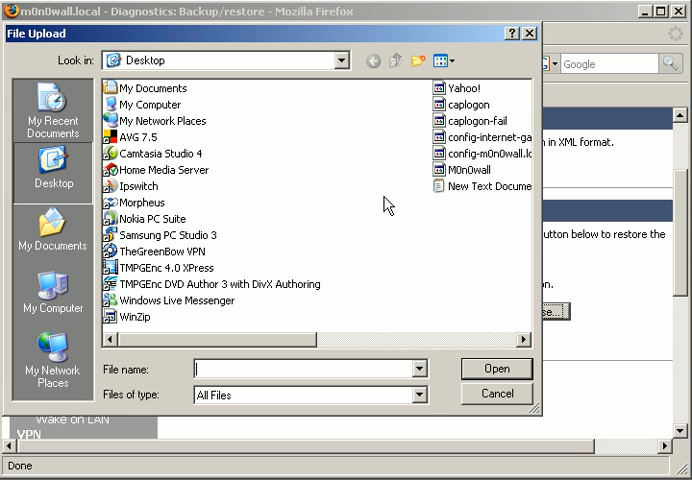 m0n0wall.local - Diagnostics: Backup/restore - Mozilla Firefox
File Upload
Look in:
Desktop
Google
My Recent
Documents
Desktop
My Documents
My Computer
My Network
Places
My Documents
My Computer
My Network Places
AVG 7.5
Camtasia Studio 4
Home Media Server
Ipswitch
Morpheus
Nokia PC Suite
Samsung PC Studio 3
TheGreenBow VPN
TMPGEnc 4.0 XPress
TMPGEnc DVD Author 3 with DivX Authoring
Windows Live Messenger
WinZip
Yahoo!
caplogon
caplogon-fail
config-internet-ga
config-m0n0wall.lo
M0n0wall
New Text Docume
n in XML format.
utton below to restore the
on.
se...
File name:
Open
Files of type:
All Files
Cancel
Wake on LAN
VPN
Done